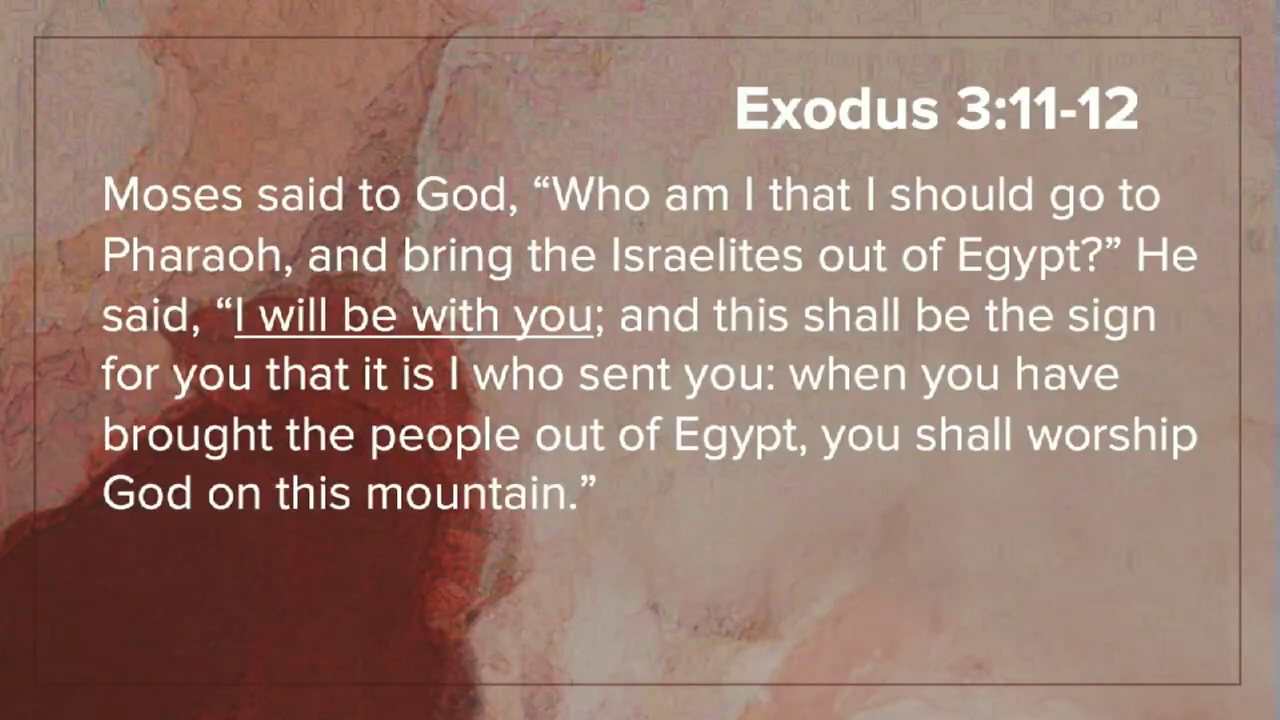 Exodus 3:11-12
Moses said to God, “Who am I that I should go to
Pharaoh, and bring the Israelites out of Egypt?” He
said, “I will be with you; and this shall be the sign
for you that it is I who sent you: when you have
brought the people out of Egypt, you shall worship
God on this mountain.”